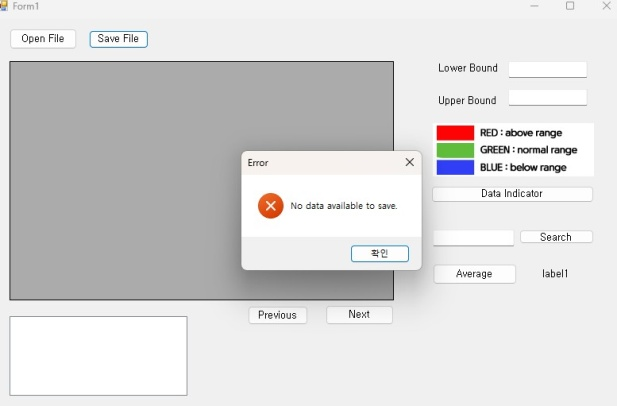 Form1
Open File
Save File
Lower Bound
Upper Bound
RED : above range
GREEN : normal range
BLUE : below range
Data Indicator
Error
No data available to save.
확인
Search
Average
label1
Previous
Next